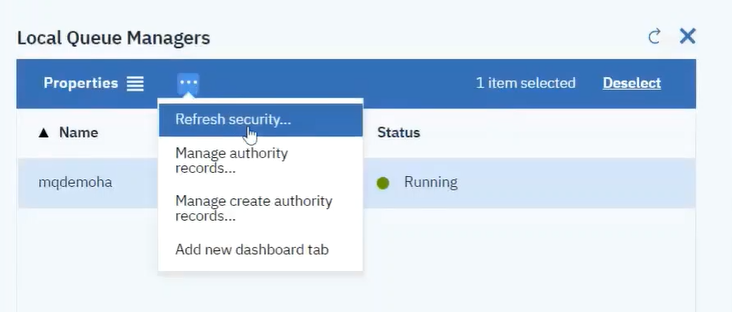 Local Queue Managers
Properties
1 item selected
Deselect
Refresh security...
Manage authority
records...
Manage create authority
records...
Add new dashboard tab
Name
Status
mqdemoha
Running